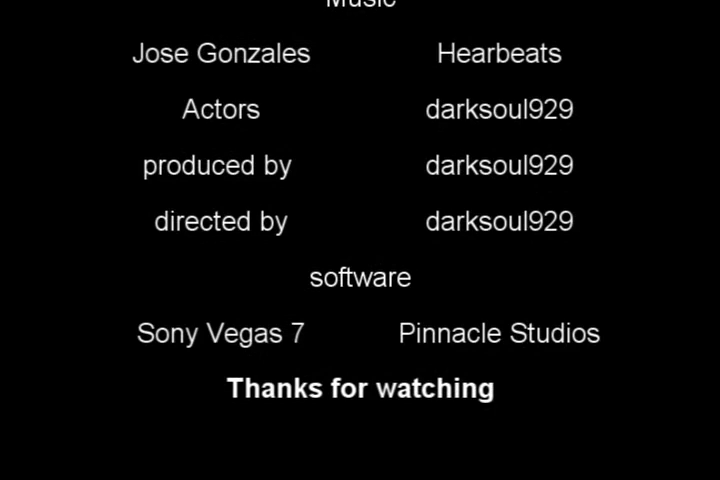 Music
Jose Gonzales Hearbeats
Actors darksoul929
produced by darksoul929
directed by darksoul929
software
Sony Vegas 7 Pinnacle Studios
Thanks for watching